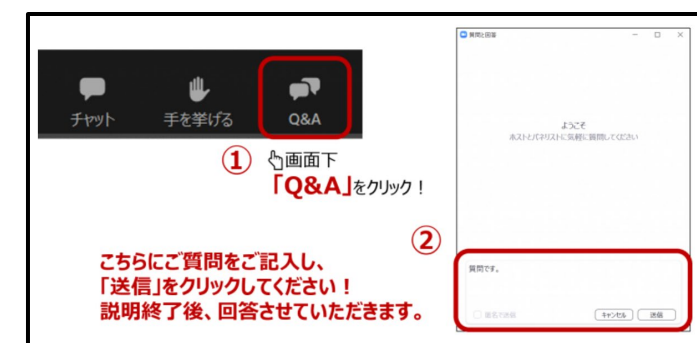 チャット
手を挙げる
Q&A
①
画面下
「Q&A」をクリック！
質問と回答
ようこそ
ホストとパネリストに気軽に質問してください
②
こちらにご質問をご記入し、
「送信」をクリックしてください！
説明終了後、回答させていただきます。
質問です。
匿名で送信
キャンセル
送信